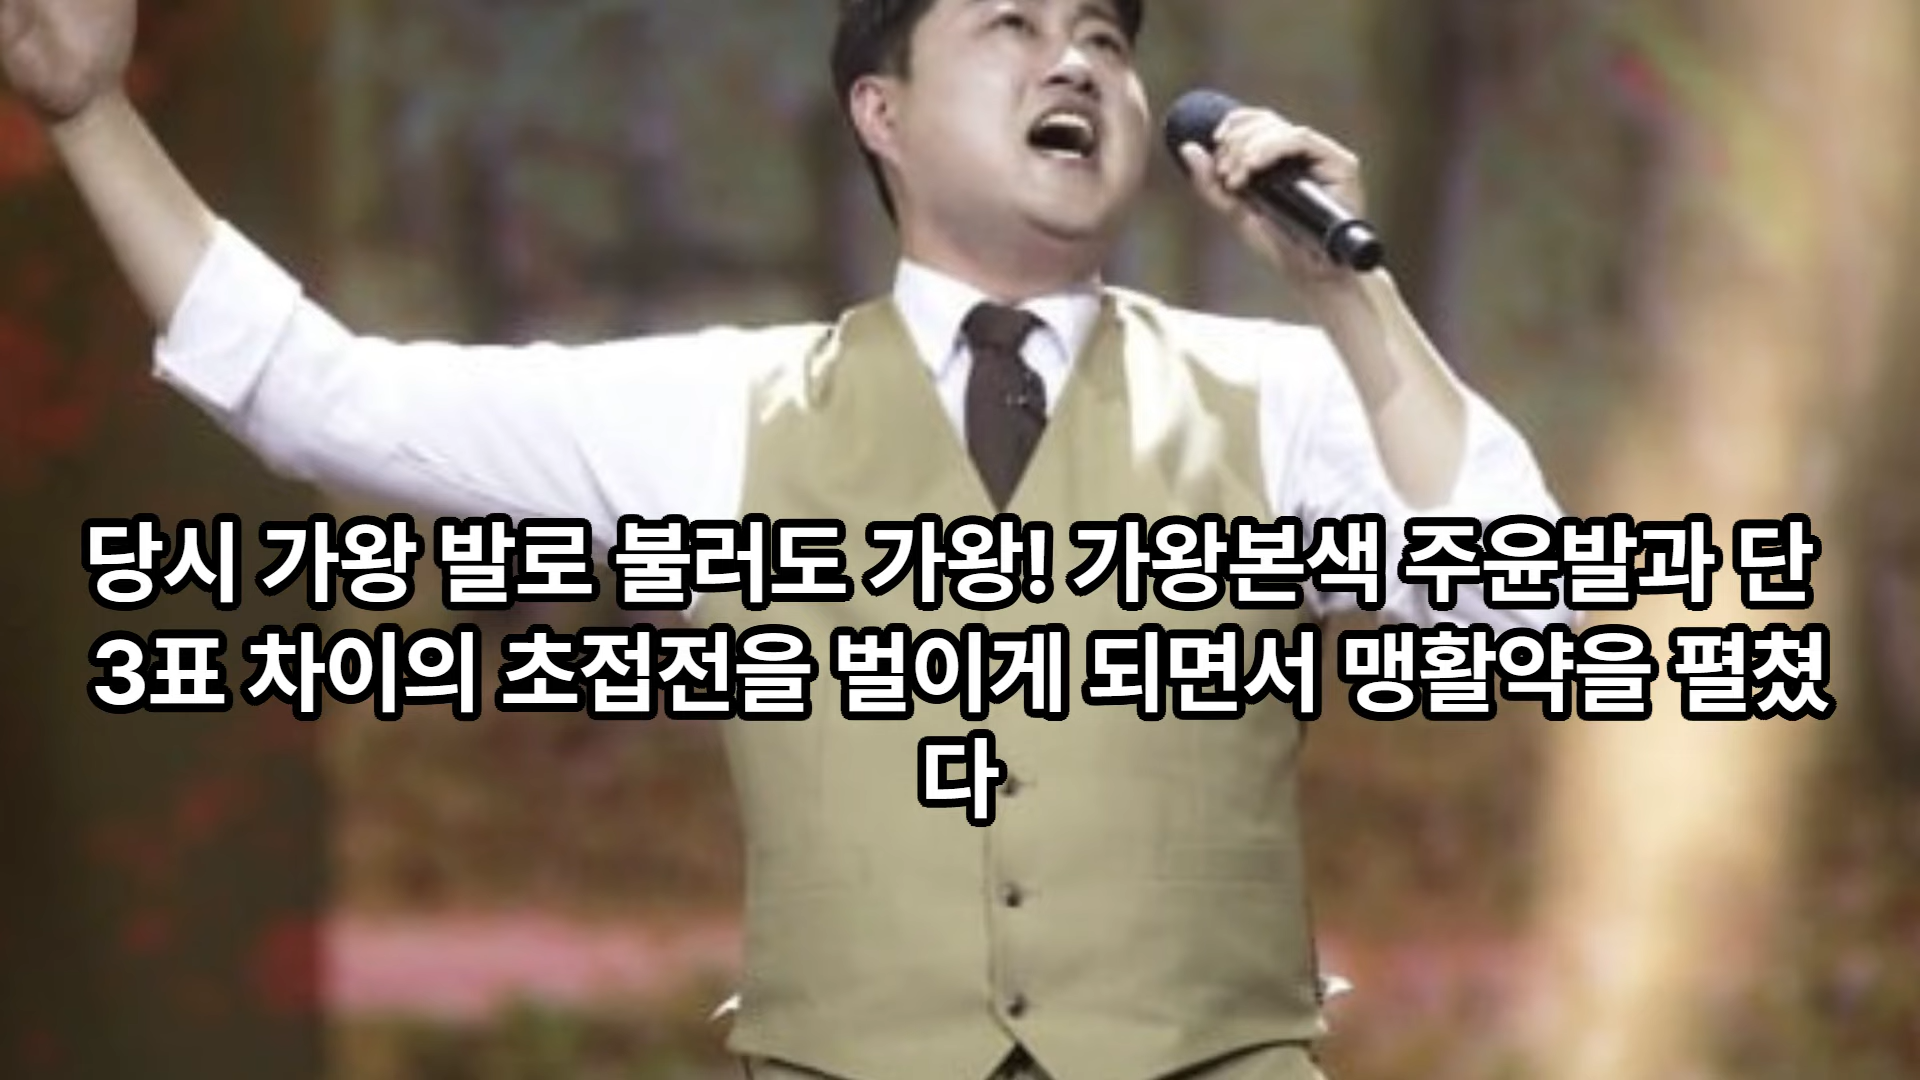 당시 가왕 발로 불러도 가왕! 가왕본색 주윤발과 단
3표 차이의 초접전을 벌이게 되면서 맹활약을 펼쳤
다